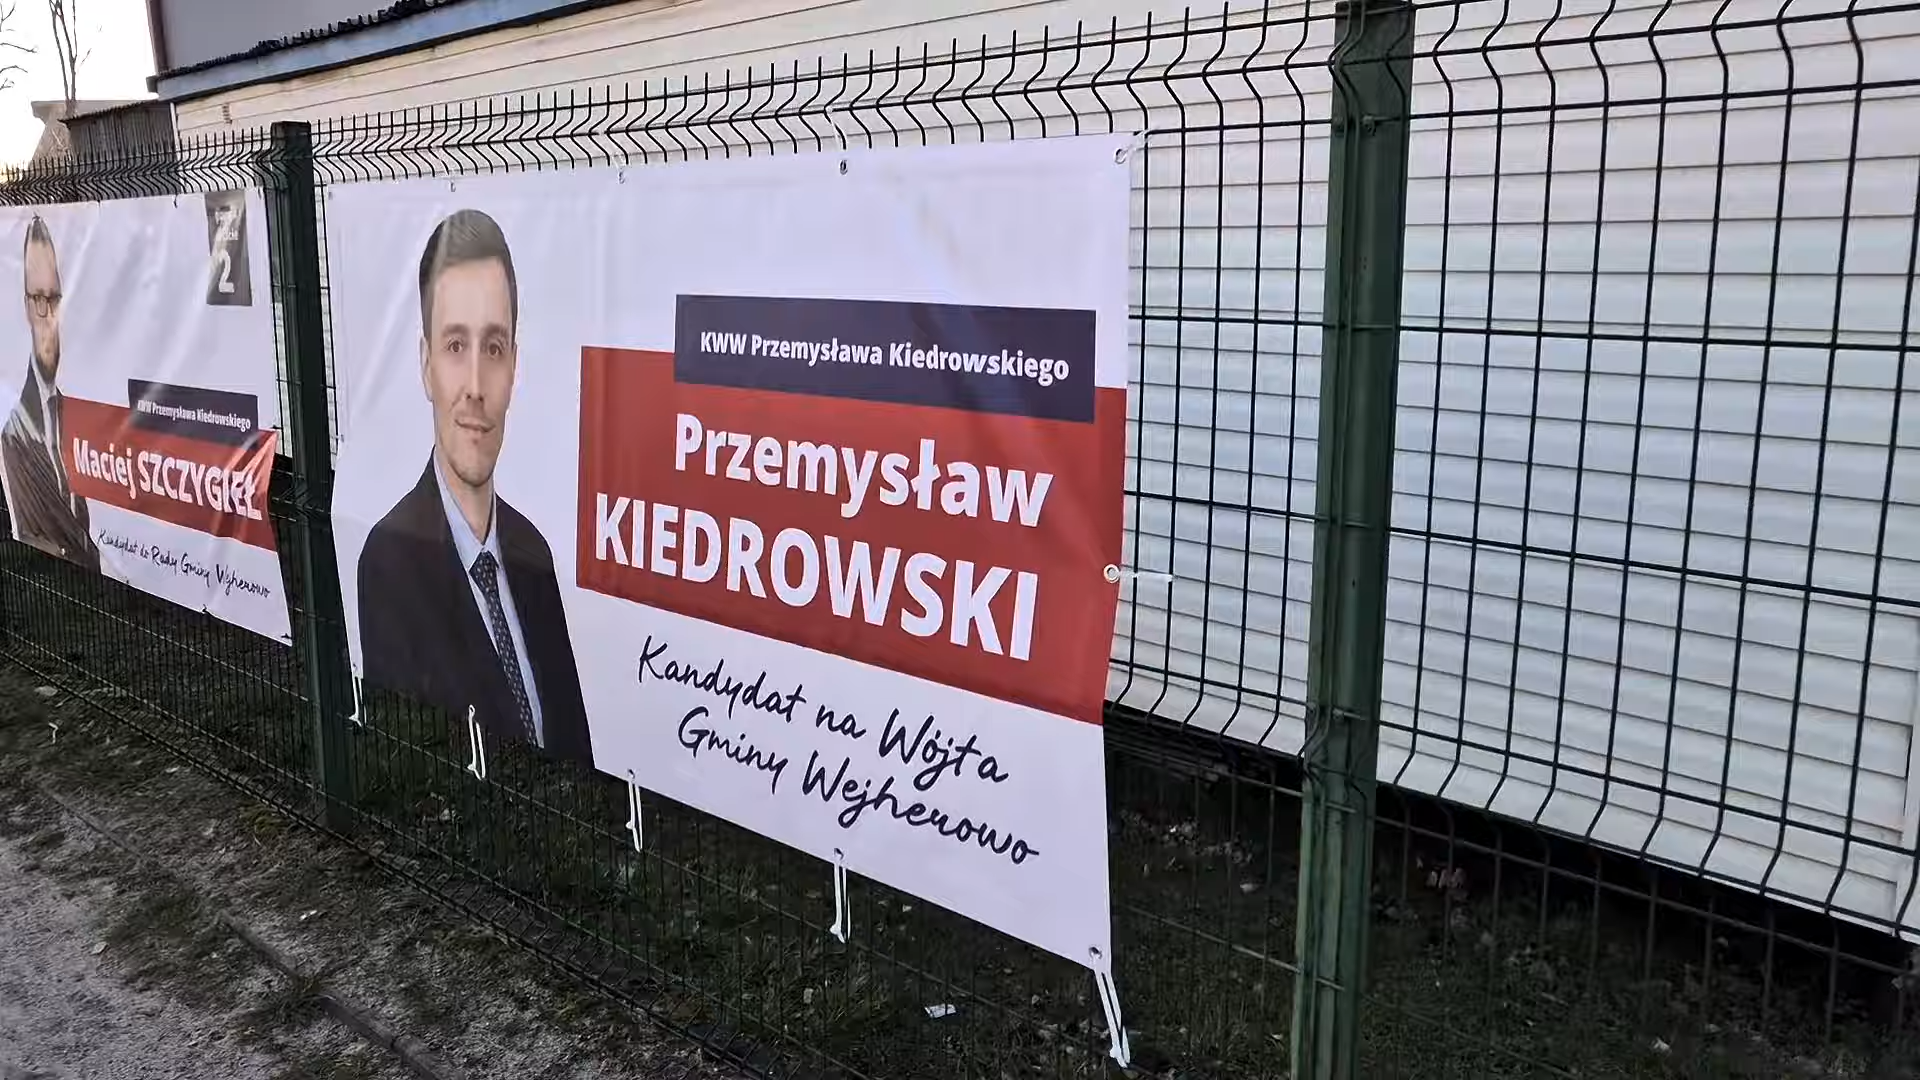 2
KWW Przemysława Kiedrowskiego
Maciej SZCZYGIEŁ
Kandydat do Rady Gminy Wejherowo
KWW Przemysława Kiedrowskiego
Przemysław
KIEDROWSKI
Kandydat na Wójta
Gminy Wejherowo